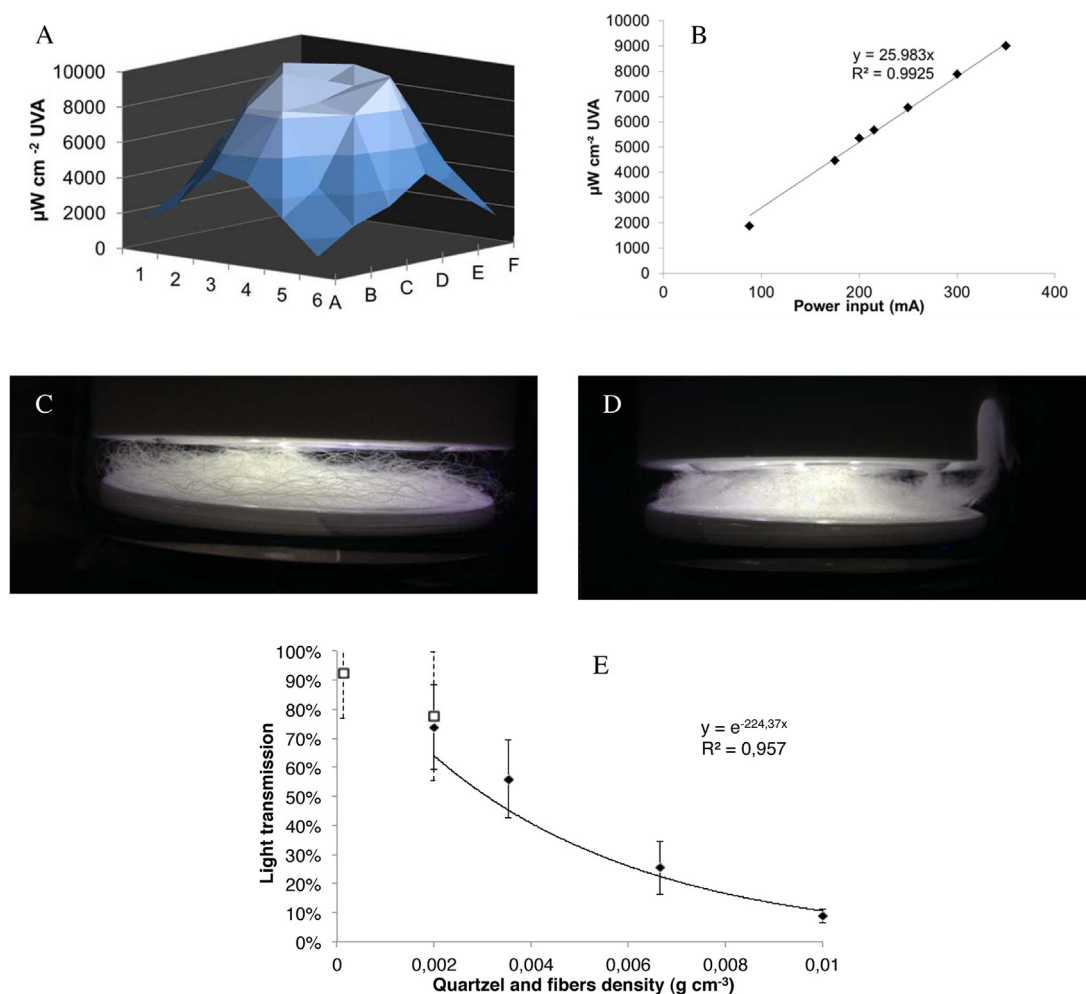 A
µW cm ⁻² UVA
10000
8000
6000
4000
2000
0
1
2
3
4
5
6
A
B
C
D
E
F
B
µW cm⁻² UVA
10000
9000
8000
7000
6000
5000
4000
3000
2000
1000
0
y = 25.983x
R² = 0.9925
0
100
200
300
400
Power input (mA)
C
D
E
Light transmission
100%
90%
80%
70%
60%
50%
40%
30%
20%
10%
0%
y = e⁻²²⁴,³⁷ˣ
R² = 0,957
0
0,002
0,004
0,006
0,008
0,01
Quartzel and fibers density (g cm⁻³)